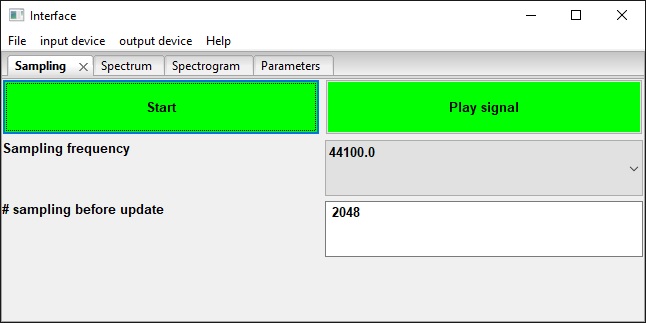 Interface
File input device output device Help
Sampling Spectrum Spectrogram Parameters
Start Play signal
Sampling frequency 44100.0
# sampling before update 2048